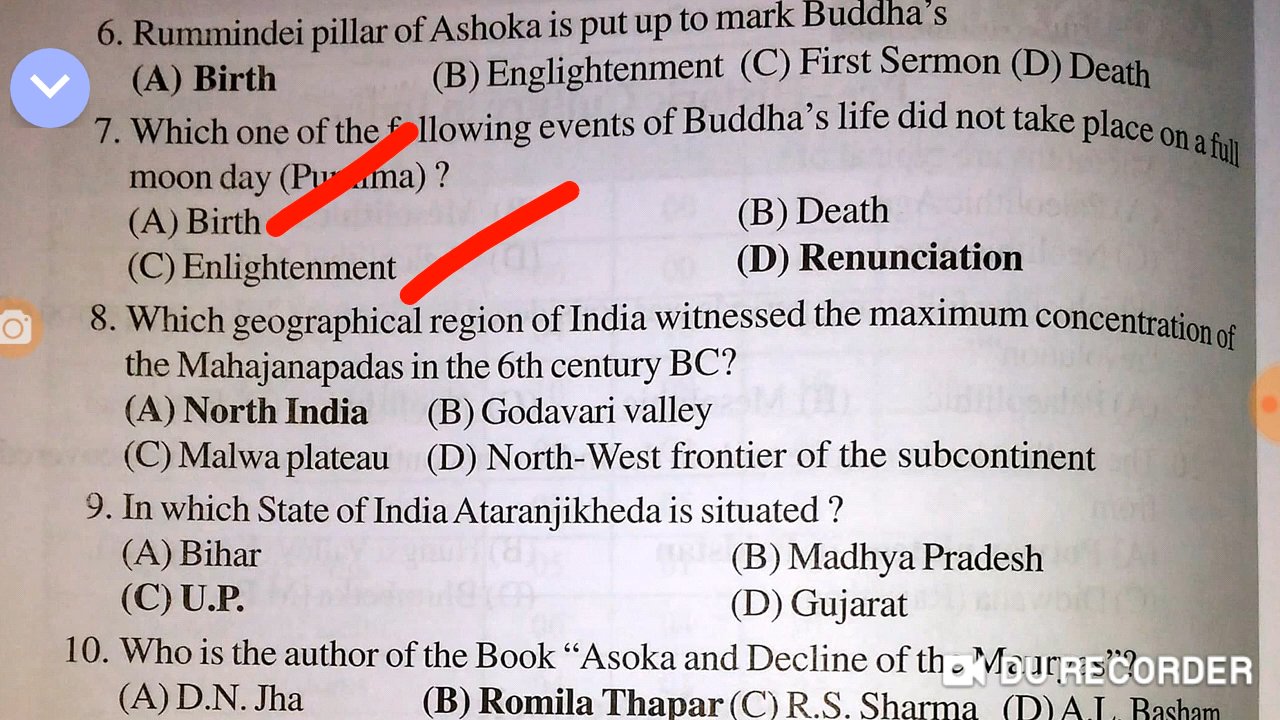 6. Rummindei pillar of Ashoka is put up to mark Buddha's
(A) Birth (B) Englightenment (C) First Sermon (D) Death
7. Which one of the following events of Buddha's life did not take place on a full
moon day (Purnima) ?
(A) Birth (B) Death
(C) Enlightenment (D) Renunciation
8. Which geographical region of India witnessed the maximum concentration of
the Mahajanapadas in the 6th century BC?
(A) North India (B) Godavari valley
(C) Malwa plateau (D) North-West frontier of the subcontinent
9. In which State of India Ataranjikheda is situated ?
(A) Bihar (B) Madhya Pradesh
(C) U.P. (D) Gujarat
10. Who is the author of the Book “Asoka and Decline of the Mauryas”?
DU RECORDER
(A) D.N. Jha (B) Romila Thapar (C) R.S. Sharma (D) A.L. Basham